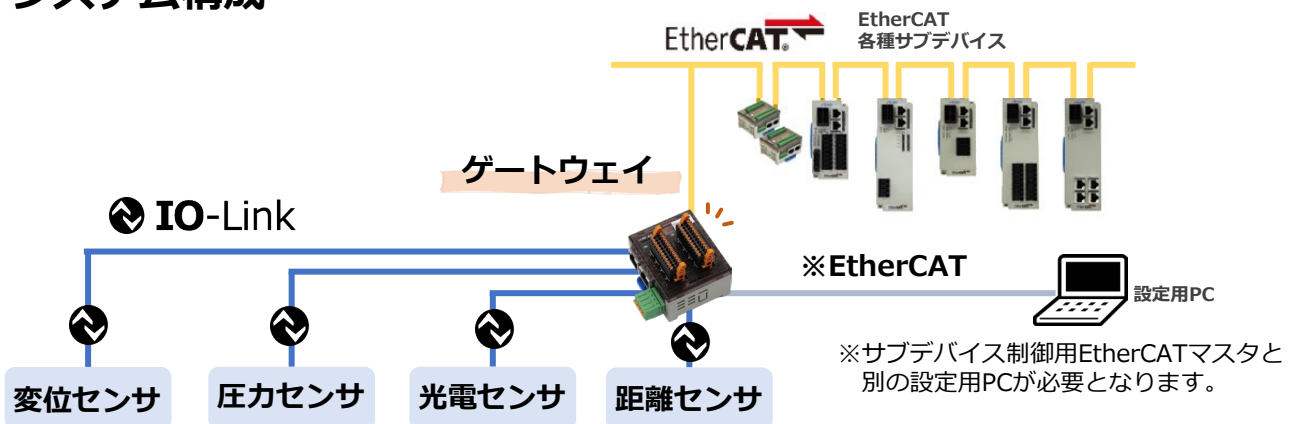 システム構成
EtherCAT®
EtherCAT
各種サブデバイス
ゲートウェイ
IO-Link
※EtherCAT
設定用PC
※サブデバイス制御用EtherCATマスタと
別の設定用PCが必要となります。
変位センサ
圧力センサ
光電センサ
距離センサ